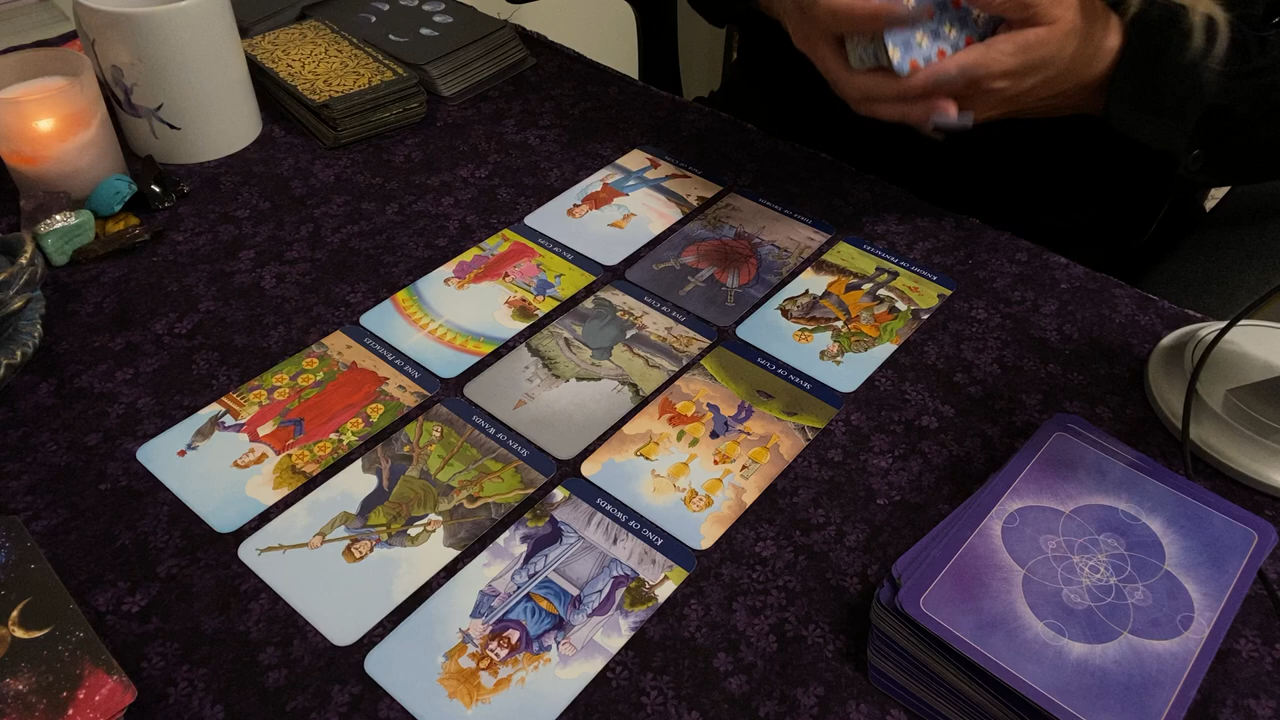 THREE OF SWORDS
KNIGHT OF PENTACLES
TEN OF CUPS
FIVE OF CUPS
SEVEN OF CUPS
NINE OF PENTACLES
SEVEN OF WANDS
KING OF SWORDS